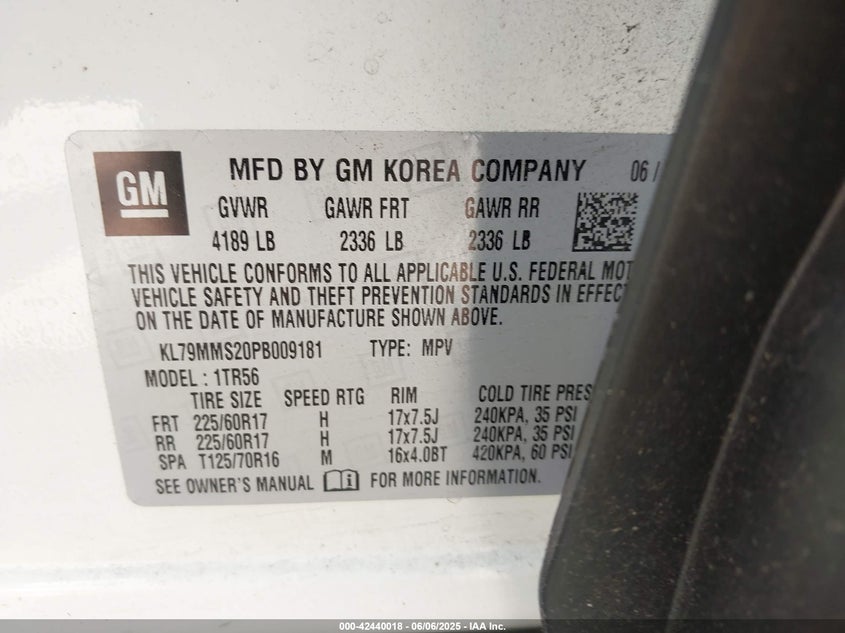 GM
MFD BY GM KOREA COMPANY 06 /
GVWR GAWR FRT GAWR RR
4189 LB 2336 LB 2336 LB
THIS VEHICLE CONFORMS TO ALL APPLICABLE U.S. FEDERAL MOT
VEHICLE SAFETY AND THEFT PREVENTION STANDARDS IN EFFEC
ON THE DATE OF MANUFACTURE SHOWN ABOVE.
KL79MMS20PB009181 TYPE: MPV
MODEL : 1TR56
TIRE SIZE SPEED RTG RIM COLD TIRE PRES
FRT 225/60R17 H 17x7.5J 240KPA, 35 PSI
RR 225/60R17 H 17x7.5J 240KPA, 35 PSI
SPA T125/70R16 M 16x4.0BT 420KPA, 60 PSI
SEE OWNER'S MANUAL i FOR MORE INFORMATION.
000-42440018 - 06/06/2025 - IAA Inc.